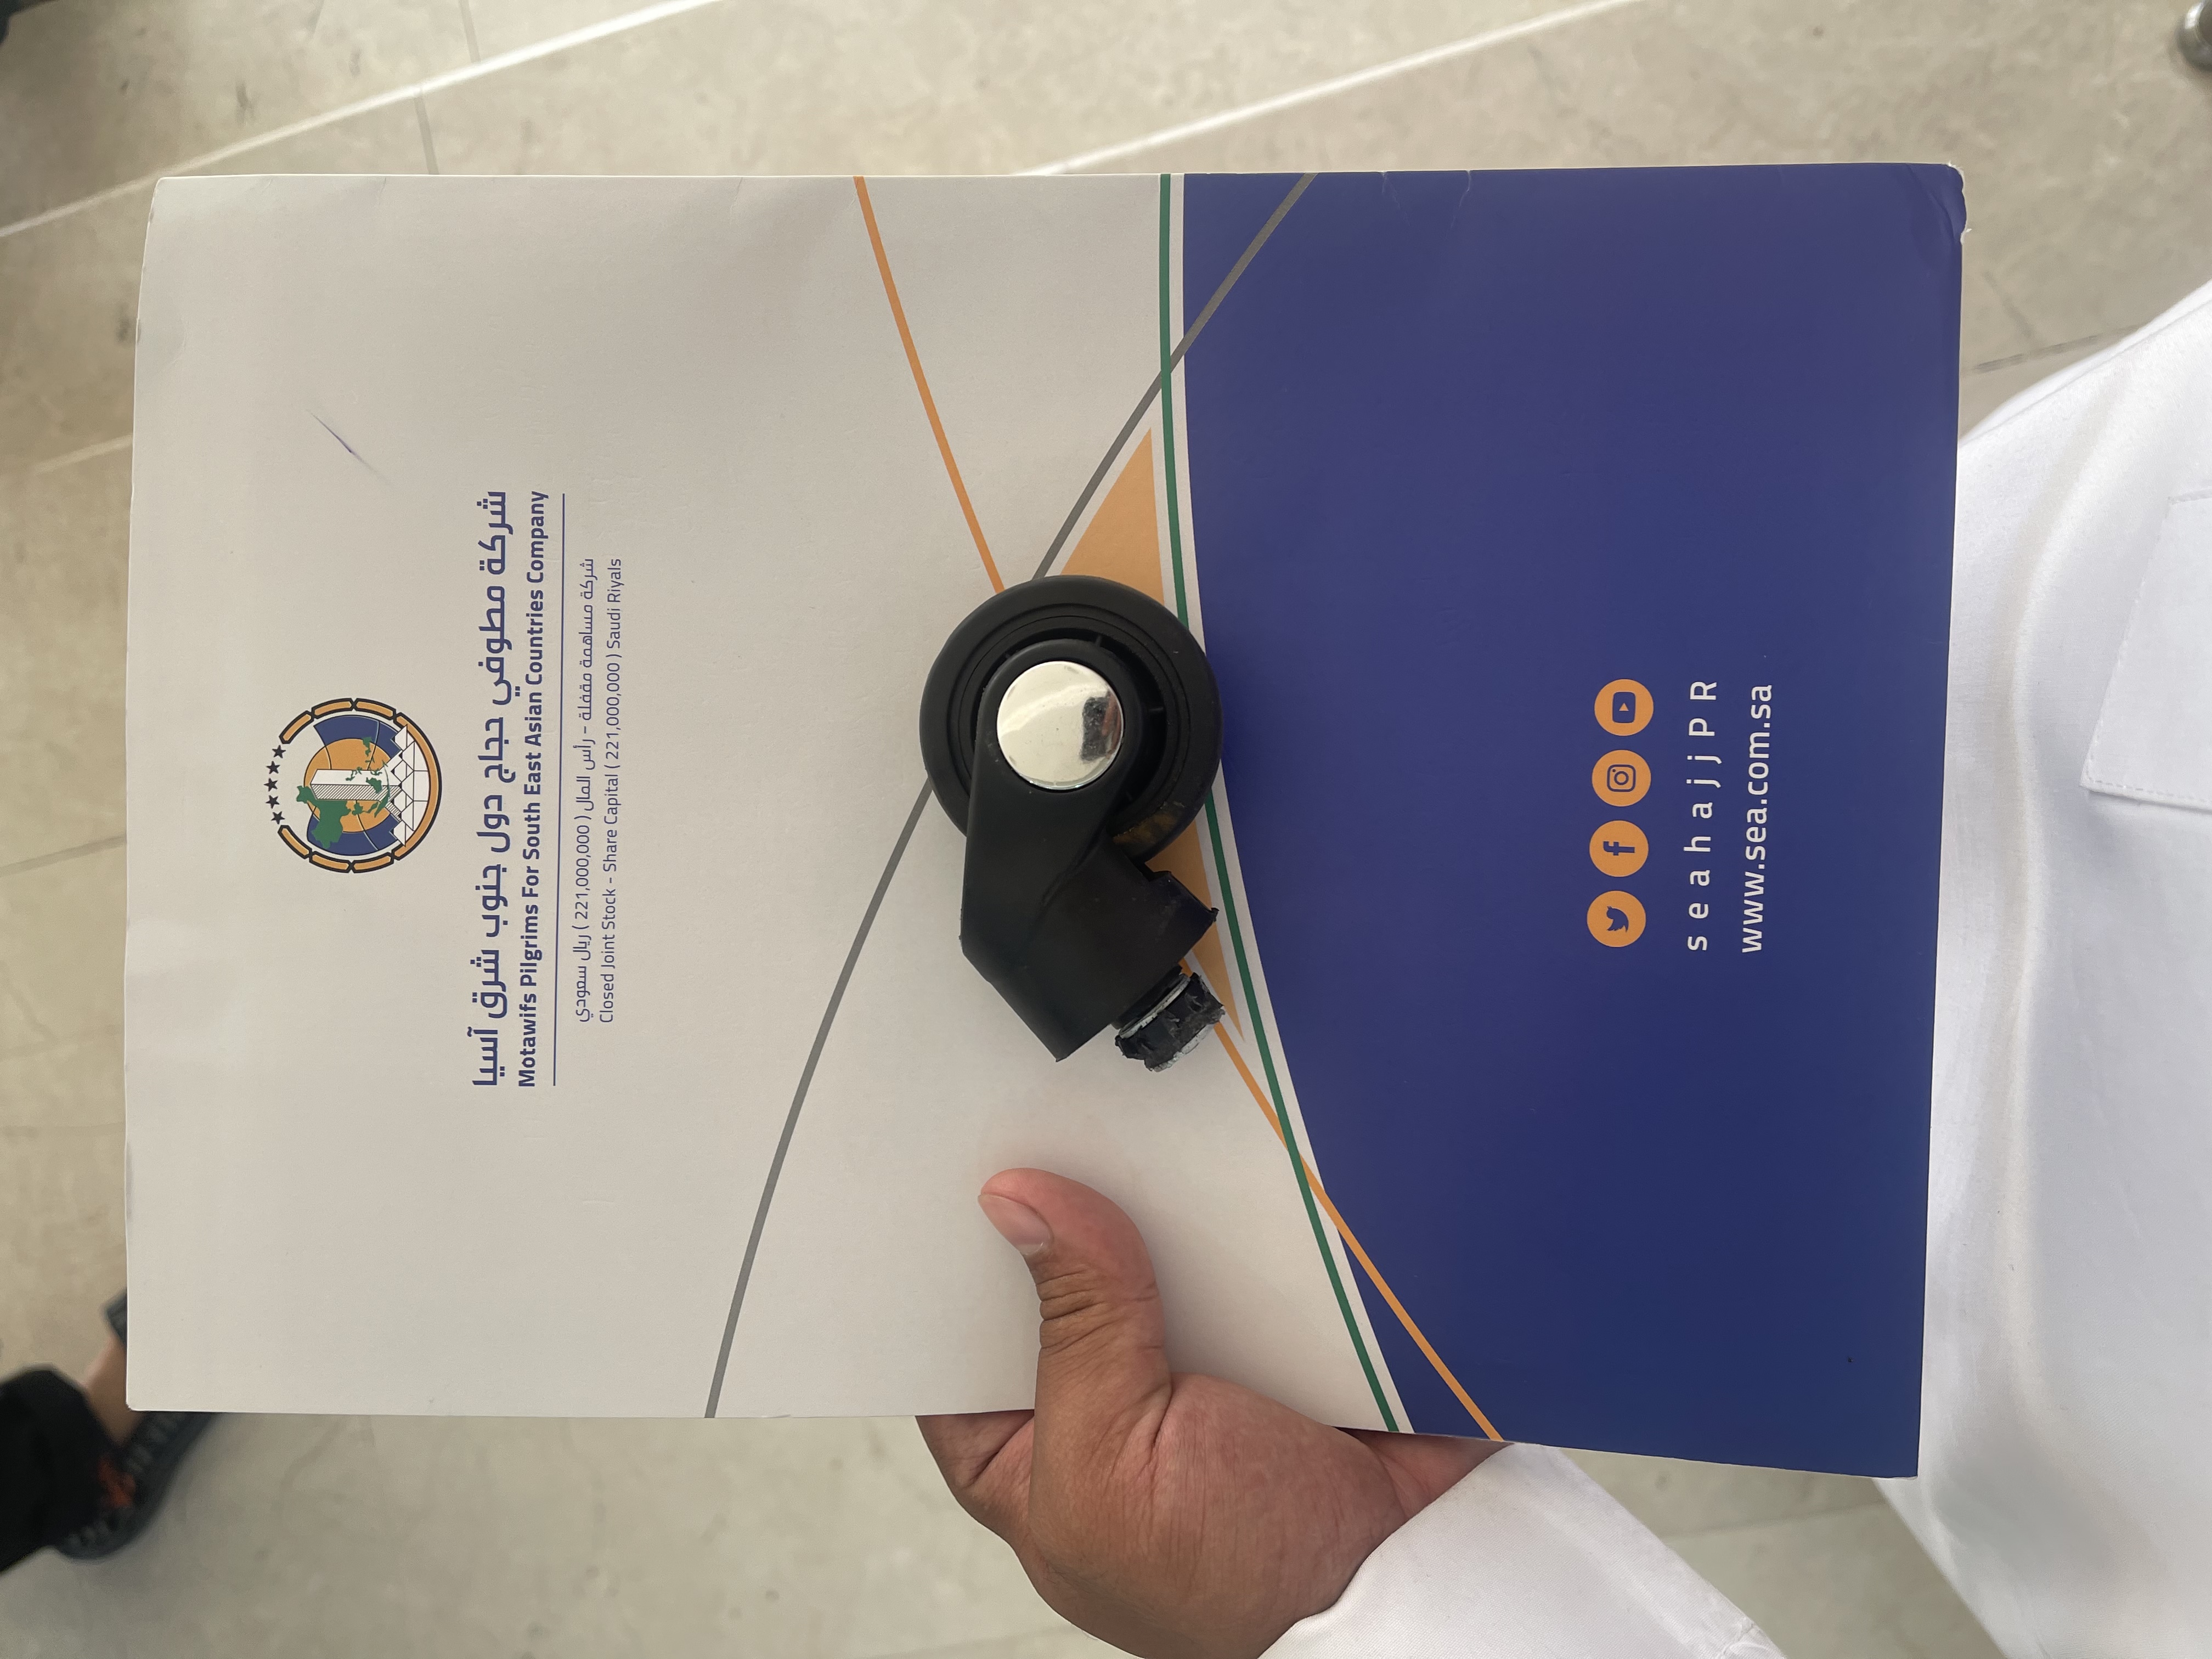 شركة مطوفي حجاج دول جنوب شرق آسيا
Motawifs Pilgrims For South East Asian Countries Company
شركة مساهمة مقفلة - رأس المال ( 221,000,000 ) ريال سعودي
Closed Joint Stock - Share Capital ( 221,000,000 ) Saudi Riyals
seahajjPR
www.sea.com.sa